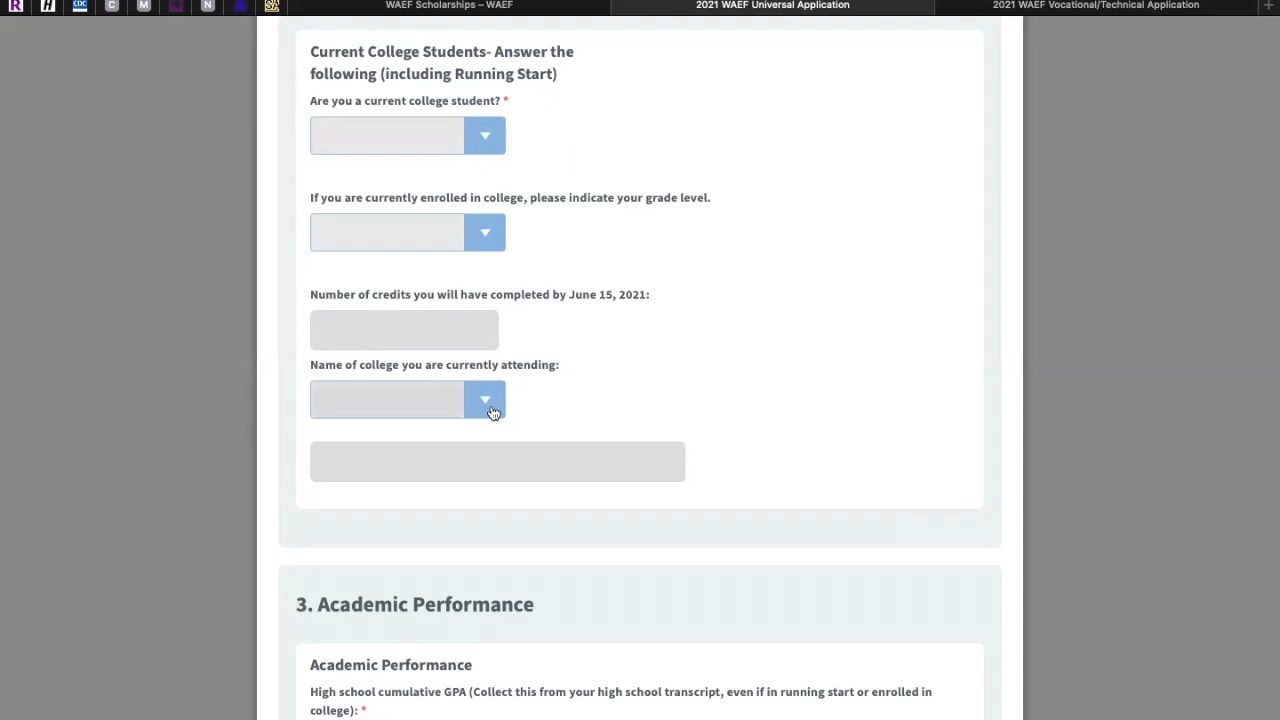 R H CDC C M N SA WAEF Scholarships – WAEF 2021 WAEF Universal Application 2021 WAEF Vocational/Technical Application +
Current College Students- Answer the
following (including Running Start)
Are you a current college student? *
If you are currently enrolled in college, please indicate your grade level.
Number of credits you will have completed by June 15, 2021:
Name of college you are currently attending:
3. Academic Performance
Academic Performance
High school cumulative GPA (Collect this from your high school transcript, even if in running start or enrolled in
college): *